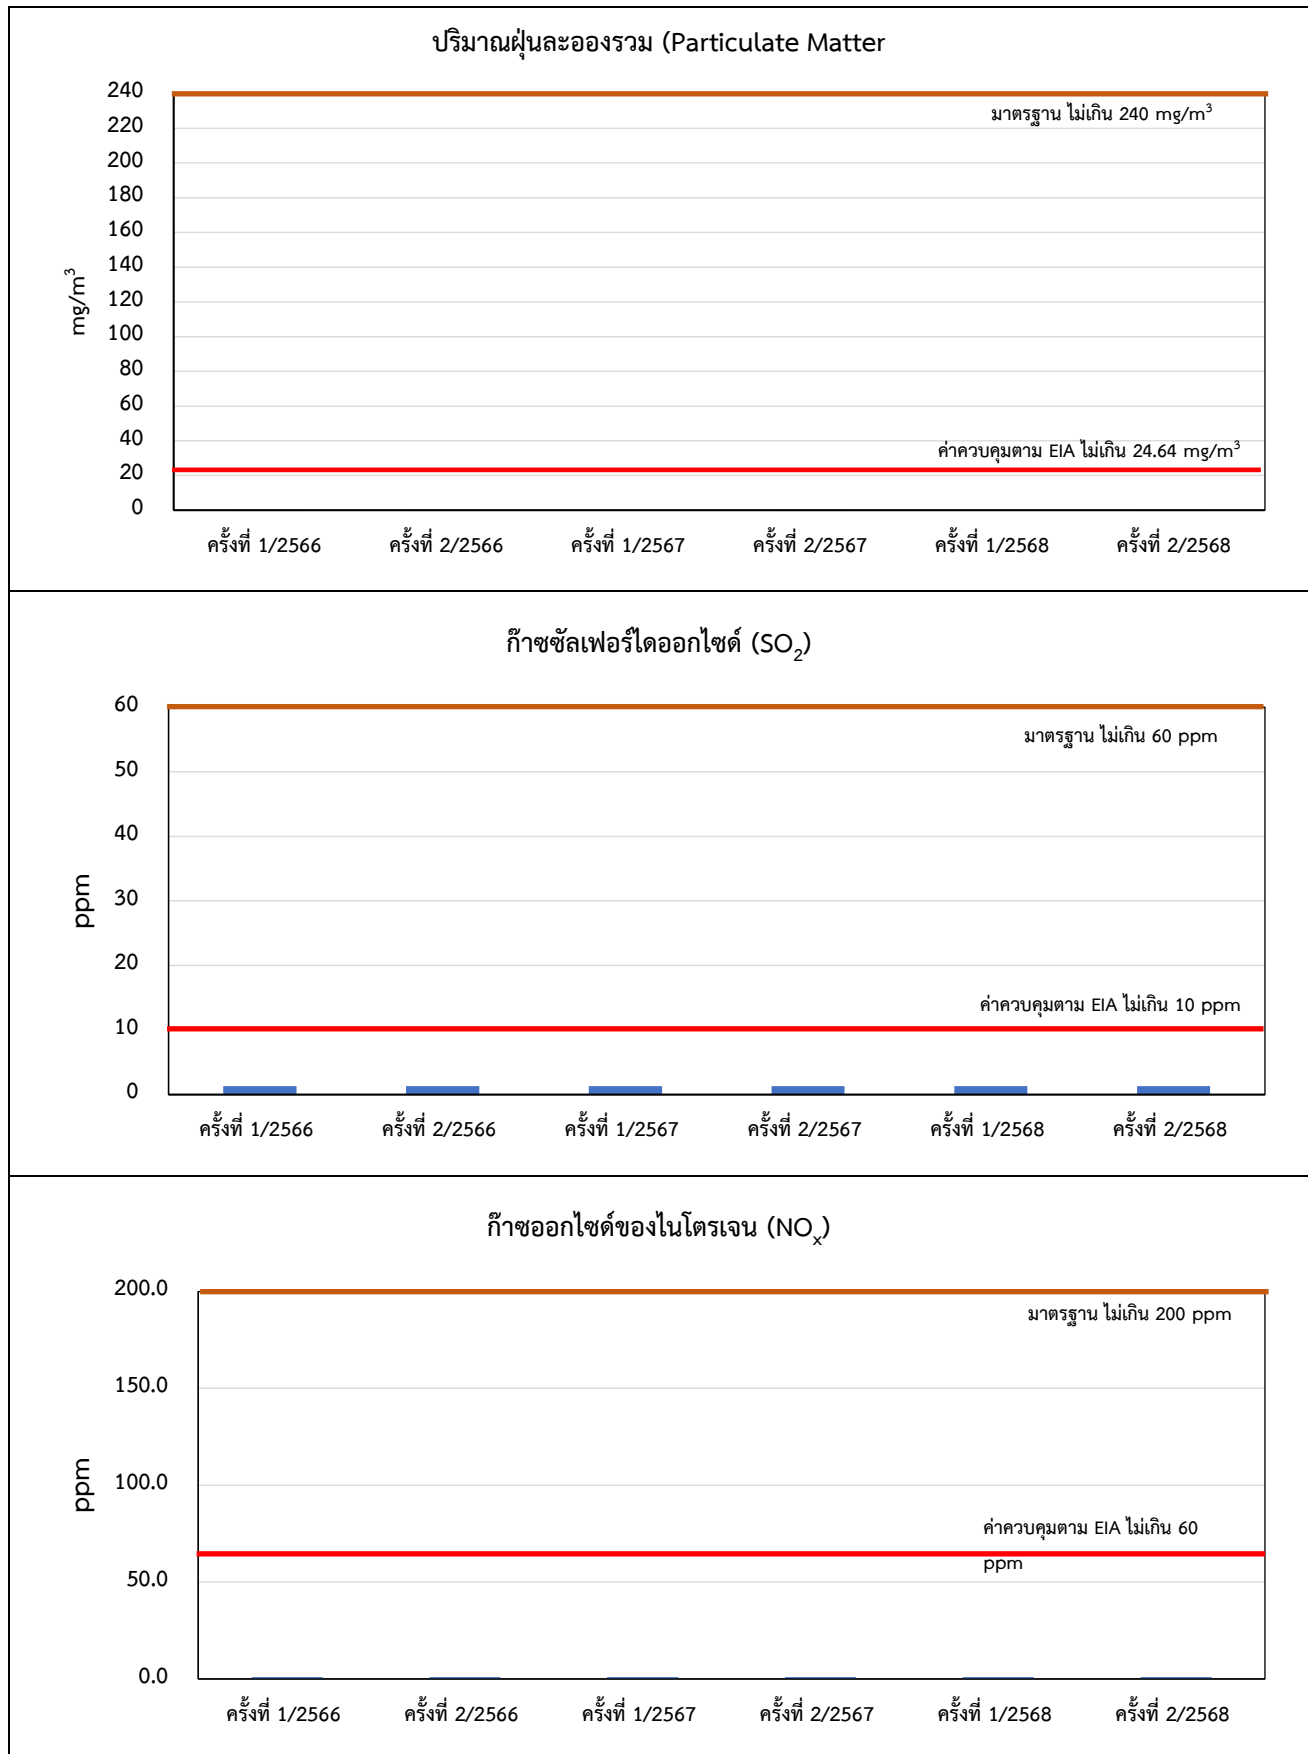 ปริมาณฝุ่นละอองรวม (Particulate Matter
240
220
200
180
160
140
120
100
80
60
40
20
0
mg/m³
มาตรฐาน ไม่เกิน 240 mg/m³
ค่าควบคุมตาม EIA ไม่เกิน 24.64 mg/m³
ครั้งที่ 1/2566 ครั้งที่ 2/2566 ครั้งที่ 1/2567 ครั้งที่ 2/2567 ครั้งที่ 1/2568 ครั้งที่ 2/2568
ก๊าซซัลเฟอร์ไดออกไซด์ (SO₂)
60
50
40
30
20
10
0
ppm
มาตรฐาน ไม่เกิน 60 ppm
ค่าควบคุมตาม EIA ไม่เกิน 10 ppm
ครั้งที่ 1/2566 ครั้งที่ 2/2566 ครั้งที่ 1/2567 ครั้งที่ 2/2567 ครั้งที่ 1/2568 ครั้งที่ 2/2568
ก๊าซออกไซด์ของไนโตรเจน (NOₓ)
200.0
150.0
100.0
50.0
0.0
ppm
มาตรฐาน ไม่เกิน 200 ppm
ค่าควบคุมตาม EIA ไม่เกิน 60
ppm
ครั้งที่ 1/2566 ครั้งที่ 2/2566 ครั้งที่ 1/2567 ครั้งที่ 2/2567 ครั้งที่ 1/2568 ครั้งที่ 2/2568